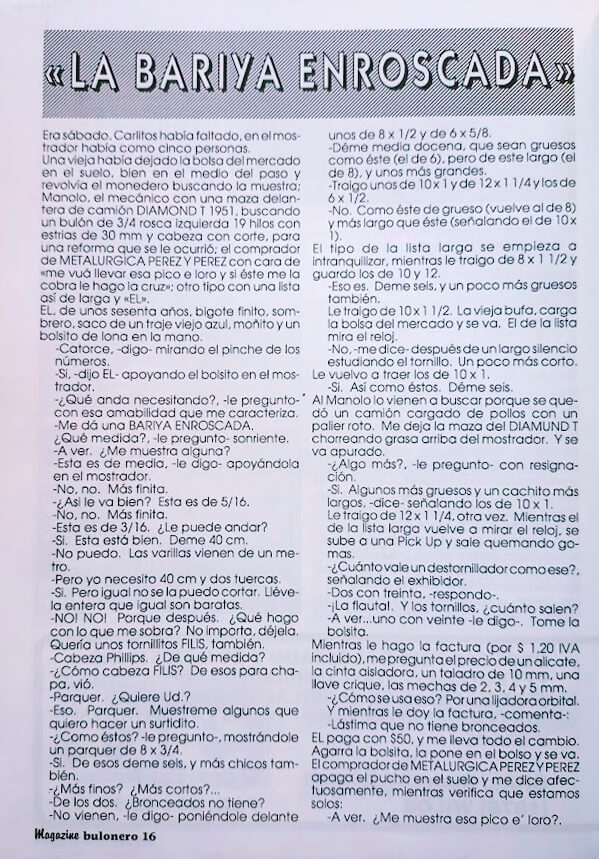 «LA BARIYA ENROSCADA»
Era sábado. Carlitos había faltado, en el mos-
trador había como cinco personas.
Una vieja había dejado la bolsa del mercado
en el suelo, bien en el medio del paso y
revolvía el monedero buscando la muestra;
Manolo, el mecánico con una maza delan-
tera de camión DIAMOND T 1951, buscando
un bulón de 3/4 rosca izquierda 19 hilos con
estrías de 30 mm y cabeza con corte, para
una reforma que se le ocurrió; el comprador
de METALURGICA PEREZ Y PEREZ con cara de
«me vuá llevar esa pico e loro y si éste me la
cobra le hago la cruz»; otro tipo con una lista
así de larga y «EL».
EL, de unos sesenta años, bigote finito, som-
brero, saco de un traje viejo azul, moñito y un
bolsito de lona en la mano.
-Catorce, -digo- mirando el pinche de los
números.
-Si, -dijo EL- apoyando el bolsito en el mos-
trador.
-¿Qué anda necesitando?, -le pregunto-
con esa amabilidad que me caracteriza.
-Me dá una BARIYA ENROSCADA.
¿Qué medida?, -le pregunto- sonriente.
-A ver. ¿Me muestra alguna?
-Esta es de media, -le digo- apoyándola
en el mostrador.
-No, no. Más finita.
-¿Así le va bien? Esta es de 5/16.
-No, no. Más finita.
-Esta es de 3/16. ¿Le puede andar?
-Si. Esta está bien. Deme 40 cm.
-No puedo. Las varillas vienen de un me-
tro.
-Pero yo necesito 40 cm y dos tuercas.
-Si. Pero igual no se la puedo cortar. Lléve-
la entera que igual son baratas.
-NO! NO! Porque después. ¿Qué hago
con lo que me sobra? No importa, déjela.
Quería unos tornillitos FILIS, también.
-Cabeza Phillips. ¿De qué medida?
-¿Cómo cabeza FILIS? De esos para cha-
pa, vió.
-Parquer. ¿Quiere Ud.?
-Eso. Parquer. Muestreme algunos que
quiero hacer un surtidito.
-¿Como éstos? -le pregunto-, mostrándole
un parquer de 8 x 3/4.
-Si. De esos deme seis, y más chicos tam-
bién.
-¿Más finos? ¿Más cortos?...
-De los dos. ¿Bronceados no tiene?
-No vienen, -le digo- poniéndole delante
unos de 8 x 1/2 y de 6 x 5/8.
-Déme media docena, que sean gruesos
como éste (el de 6), pero de este largo (el
de 8), y unos más grandes.
-Traigo unos de 10 x 1 y de 12 x 1 1/4 y los de
6 x 1/2.
-No. Como éste de grueso (vuelve al de 8)
y más largo que éste (señalando el de 10 x
1).
El tipo de la lista larga se empieza a
intranquilizar, mientras le traigo de 8 x 1 1/2 y
guardo los de 10 y 12.
-Eso es. Deme seis, y un poco más gruesos
también.
Le traigo de 10 x 1 1/2. La vieja bufa, carga
la bolsa del mercado y se va. El de la lista
mira el reloj.
-No, -me dice- después de un largo silencio
estudiando el tornillo. Un poco más corto.
Le vuelvo a traer los de 10 x 1.
-Si. Así como éstos. Déme seis.
Al Manolo lo vienen a buscar porque se que-
dó un camión cargado de pollos con un
palier roto. Me deja la maza del DIAMUND T
chorreando grasa arriba del mostrador. Y se
va apurado.
-¿Algo más?, -le pregunto- con resigna-
ción.
-Si. Algunos más gruesos y un cachito más
largos, -dice- señalando los de 10 x 1.
Le traigo de 12 x 1 1/4, otra vez. Mientras el
de la lista larga vuelve a mirar el reloj, se
sube a una Pick Up y sale quemando go-
mas.
-¿Cuánto vale un destornillador como ese?,
señalando el exhibidor.
-Dos con treinta, -respondo-.
-¡La flauta!. Y los tornillos, ¿cuánto salen?
-A ver...uno con veinte -le digo-. Tome la
bolsita.
Mientras le hago la factura (por $ 1,20 IVA
incluido), me pregunta el precio de un alicate,
la cinta aisladora, un taladro de 10 mm, una
llave crique, las mechas de 2, 3, 4 y 5 mm.
-¿Cómo se usa eso? Por una lijadora orbital.
Y mientras le doy la factura, -comenta-:
-Lástima que no tiene bronceados.
EL paga con $50, y me lleva todo el cambio.
Agarra la bolsita, la pone en el bolso y se va.
El comprador de METALURGICA PEREZ Y PEREZ
apaga el pucho en el suelo y me dice afec-
tuosamente, mientras verifica que estamos
solos:
-A ver. ¿Me muestra esa pico e' loro?.
Magazine bulonero 16